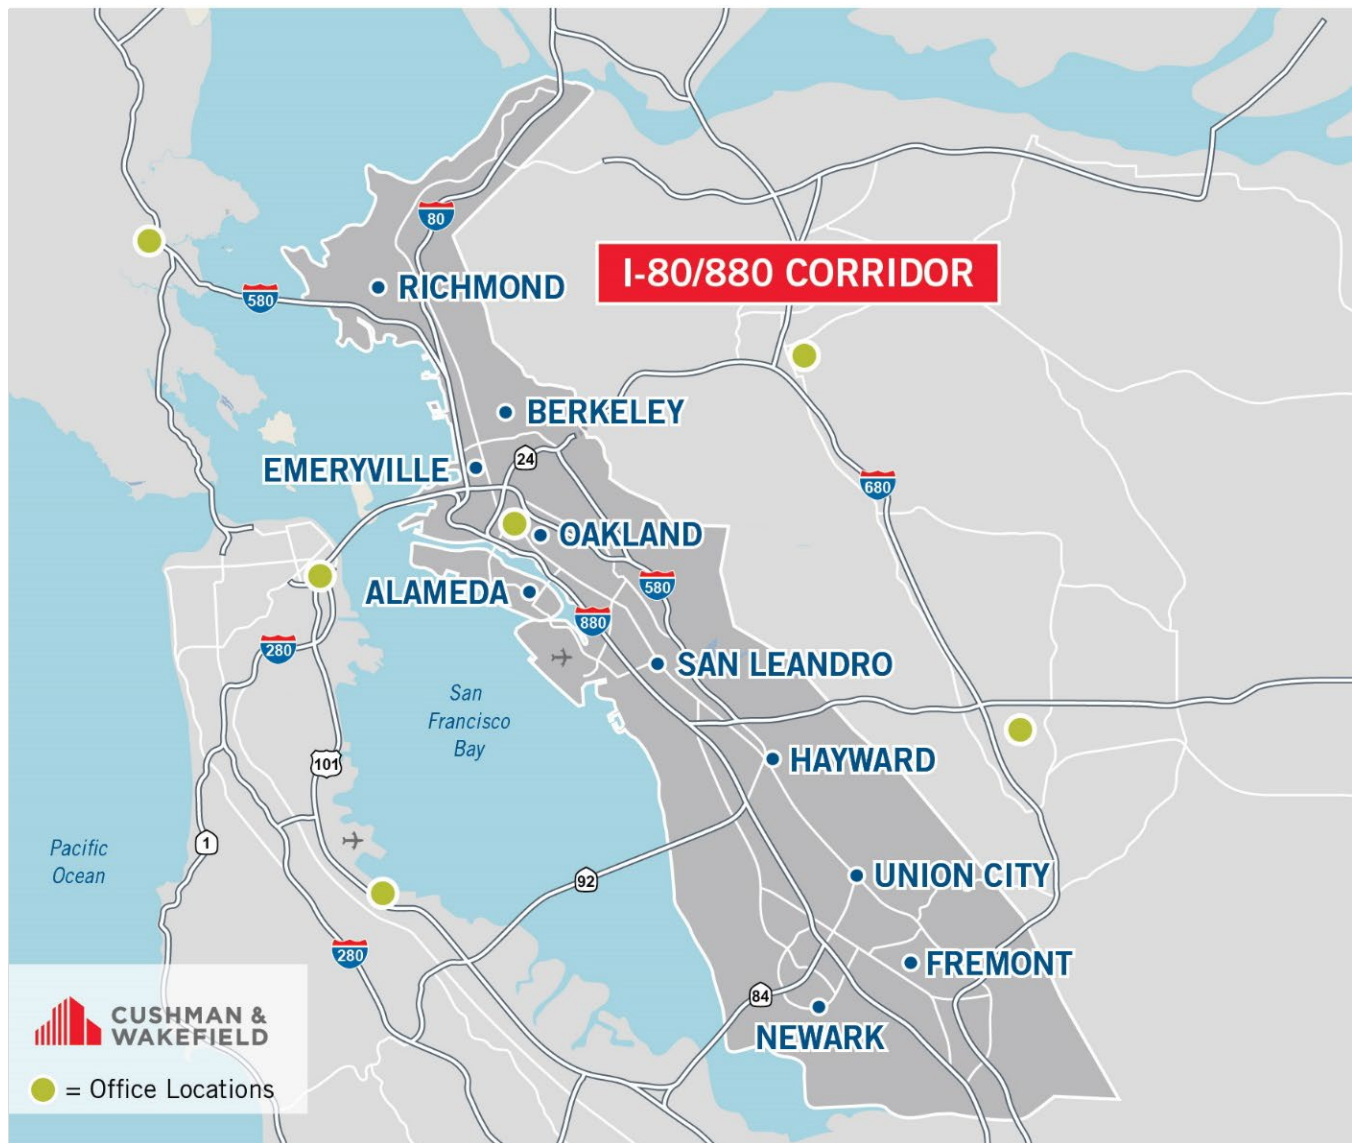 80
I-80/880 CORRIDOR
RICHMOND
580
BERKELEY
24
EMERYVILLE
680
OAKLAND
580
ALAMEDA
880
280
SAN LEANDRO
San
Francisco
Bay
HAYWARD
101
1
Pacific
Ocean
92
UNION CITY
280
FREMONT
84
NEWARK
CUSHMAN &
WAKEFIELD
= Office Locations